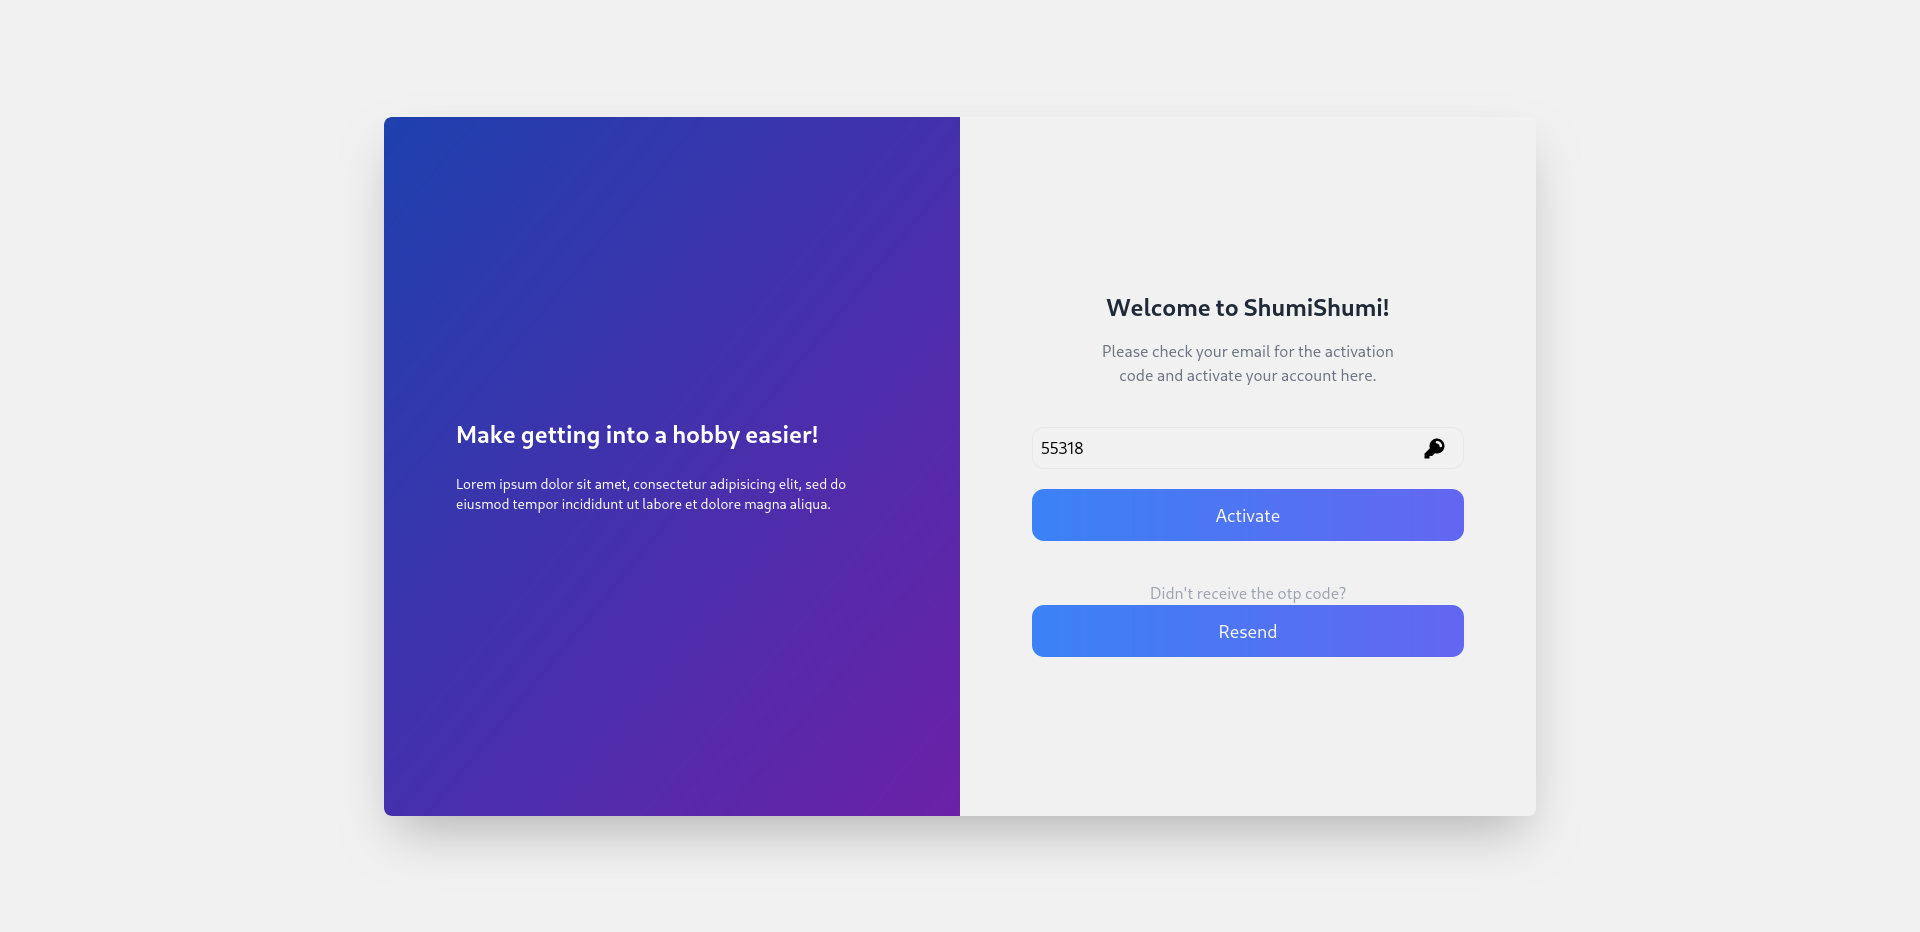 Make getting into a hobby easier!
Lorem ipsum dolor sit amet, consectetur adipisicing elit, sed do
eiusmod tempor incididunt ut labore et dolore magna aliqua.
Welcome to ShumiShumi!
Please check your email for the activation
code and activate your account here.
55318
Activate
Didn't receive the otp code?
Resend